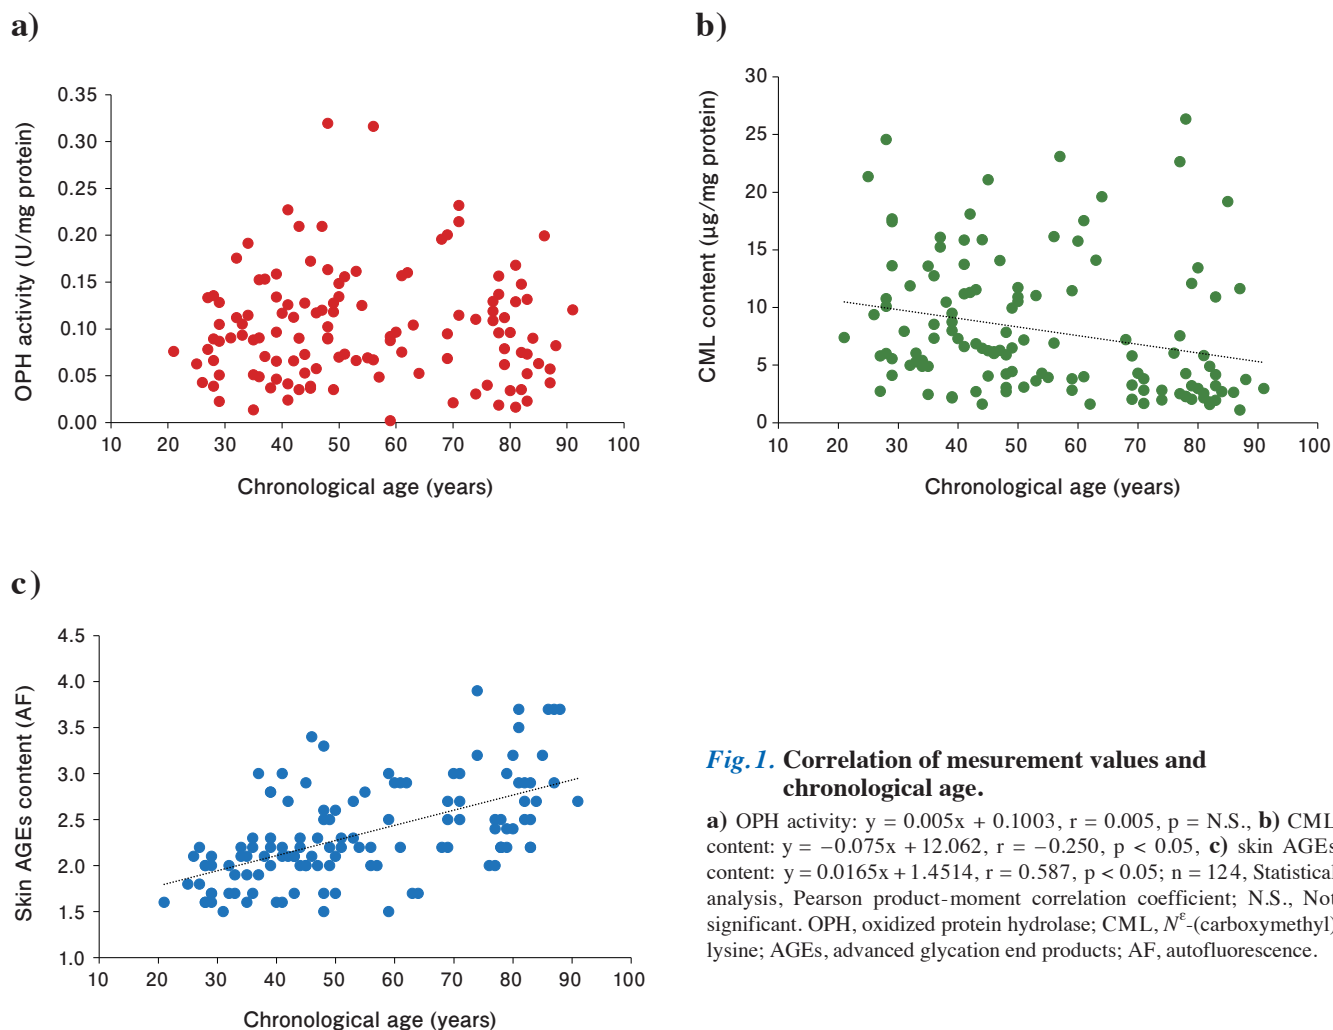 a)
0.35
0.30
0.25
0.20
0.15
0.10
0.05
0.00
OPH activity (U/mg protein)
10 20 30 40 50 60 70 80 90 100
Chronological age (years)
b)
30
25
20
15
10
5
0
CML content (µg/mg protein)
10 20 30 40 50 60 70 80 90 100
Chronological age (years)
c)
4.5
4.0
3.5
3.0
2.5
2.0
1.5
1.0
Skin AGEs content (AF)
10 20 30 40 50 60 70 80 90 100
Chronological age (years)
Fig.1. Correlation of mesurement values and
chronological age.
a) OPH activity: y = 0.005x + 0.1003, r = 0.005, p = N.S., b) CML
content: y = −0.075x + 12.062, r = −0.250, p < 0.05, c) skin AGEs
content: y = 0.0165x + 1.4514, r = 0.587, p < 0.05; n = 124, Statistical
analysis, Pearson product-moment correlation coefficient; N.S., Not
significant. OPH, oxidized protein hydrolase; CML, Nε-(carboxymethyl)
lysine; AGEs, advanced glycation end products; AF, autofluorescence.